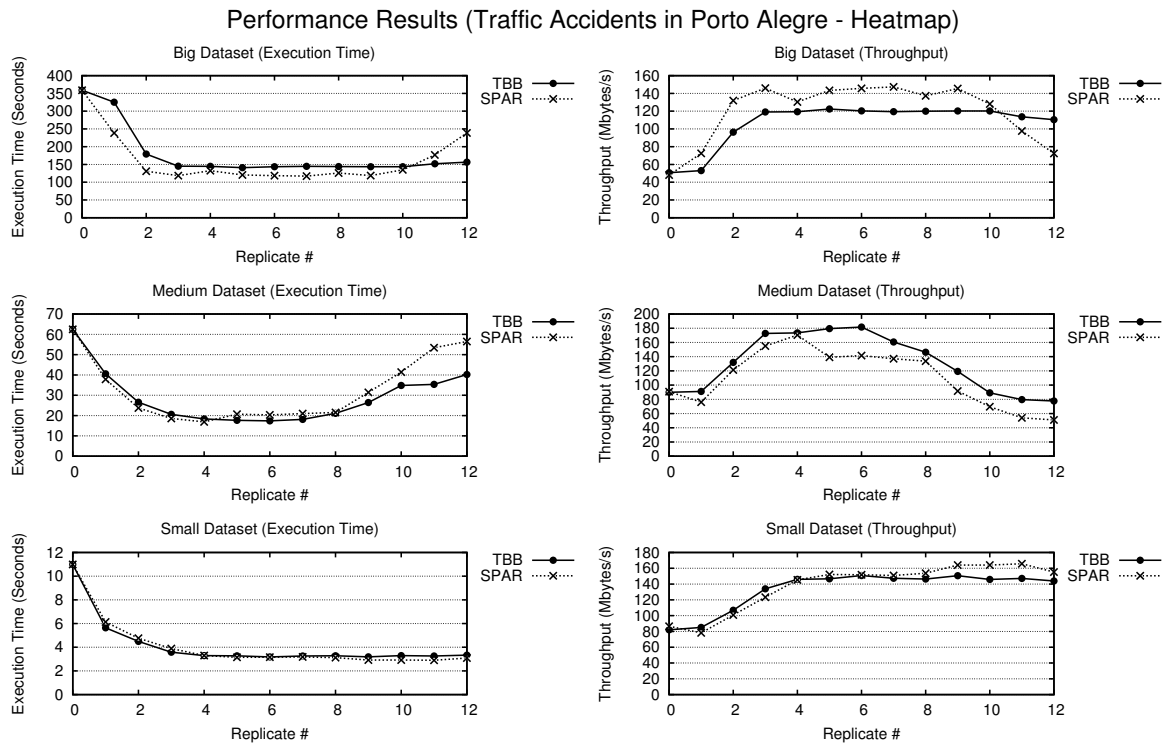 Performance Results (Traffic Accidents in Porto Alegre - Heatmap)
Big Dataset (Execution Time)
Execution Time (Seconds)
400
350
300
250
200
150
100
50
0
0 2 4 6 8 10 12
Replicate #
TBB
SPAR
Big Dataset (Throughput)
Throughput (Mbytes/s)
160
140
120
100
80
60
40
20
0
0 2 4 6 8 10 12
Replicate #
TBB
SPAR
Medium Dataset (Execution Time)
Execution Time (Seconds)
70
60
50
40
30
20
10
0
0 2 4 6 8 10 12
Replicate #
TBB
SPAR
Medium Dataset (Throughput)
Throughput (Mbytes/s)
200
180
160
140
120
100
80
60
40
20
0
0 2 4 6 8 10 12
Replicate #
TBB
SPAR
Small Dataset (Execution Time)
Execution Time (Seconds)
12
10
8
6
4
2
0
0 2 4 6 8 10 12
Replicate #
TBB
SPAR
Small Dataset (Throughput)
Throughput (Mbytes/s)
180
160
140
120
100
80
60
40
20
0
0 2 4 6 8 10 12
Replicate #
TBB
SPAR